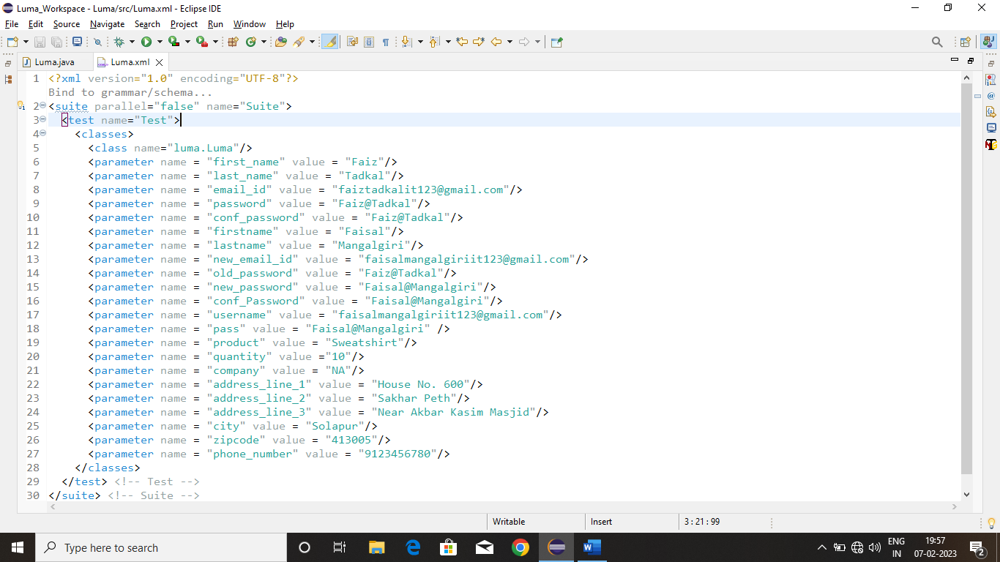 Luma_Workspace - Luma/src/Luma.xml - Eclipse IDE
File Edit Source Navigate Search Project Run Window Help
Luma.java Luma.xml
1 <?xml version="1.0" encoding="UTF-8"?>
Bind to grammar/schema...
2 <suite parallel="false" name="Suite">
3 <test name="Test">
4 <classes>
5 <class name="luma.Luma"/>
6 <parameter name = "first_name" value = "Faiz"/>
7 <parameter name = "last_name" value = "Tadkal"/>
8 <parameter name = "email_id" value = "faiztadkalit123@gmail.com"/>
9 <parameter name = "password" value = "Faiz@Tadkal"/>
10 <parameter name = "conf_password" value = "Faiz@Tadkal"/>
11 <parameter name = "firstname" value = "Faisal"/>
12 <parameter name = "lastname" value = "Mangalgiri"/>
13 <parameter name = "new_email_id" value = "faisalmangalgiriit123@gmail.com"/>
14 <parameter name = "old_password" value = "Faiz@Tadkal"/>
15 <parameter name = "new_password" value = "Faisal@Mangalgiri"/>
16 <parameter name = "conf_Password" value = "Faisal@Mangalgiri"/>
17 <parameter name = "username" value = "faisalmangalgiriit123@gmail.com"/>
18 <parameter name = "pass" value = "Faisal@Mangalgiri" />
19 <parameter name = "product" value = "Sweatshirt"/>
20 <parameter name = "quantity" value ="10"/>
21 <parameter name = "company" value = "NA"/>
22 <parameter name = "address_line_1" value = "House No. 600"/>
23 <parameter name = "address_line_2" value = "Sakhar Peth"/>
24 <parameter name = "address_line_3" value = "Near Akbar Kasim Masjid"/>
25 <parameter name = "city" value = "Solapur"/>
26 <parameter name = "zipcode" value = "413005"/>
27 <parameter name = "phone_number" value = "9123456780"/>
28 </classes>
29 </test> <!-- Test -->
30 </suite> <!-- Suite -->
Writable Insert 3 : 21 : 99
Type here to search
ENG 19:57
IN 07-02-2023
2